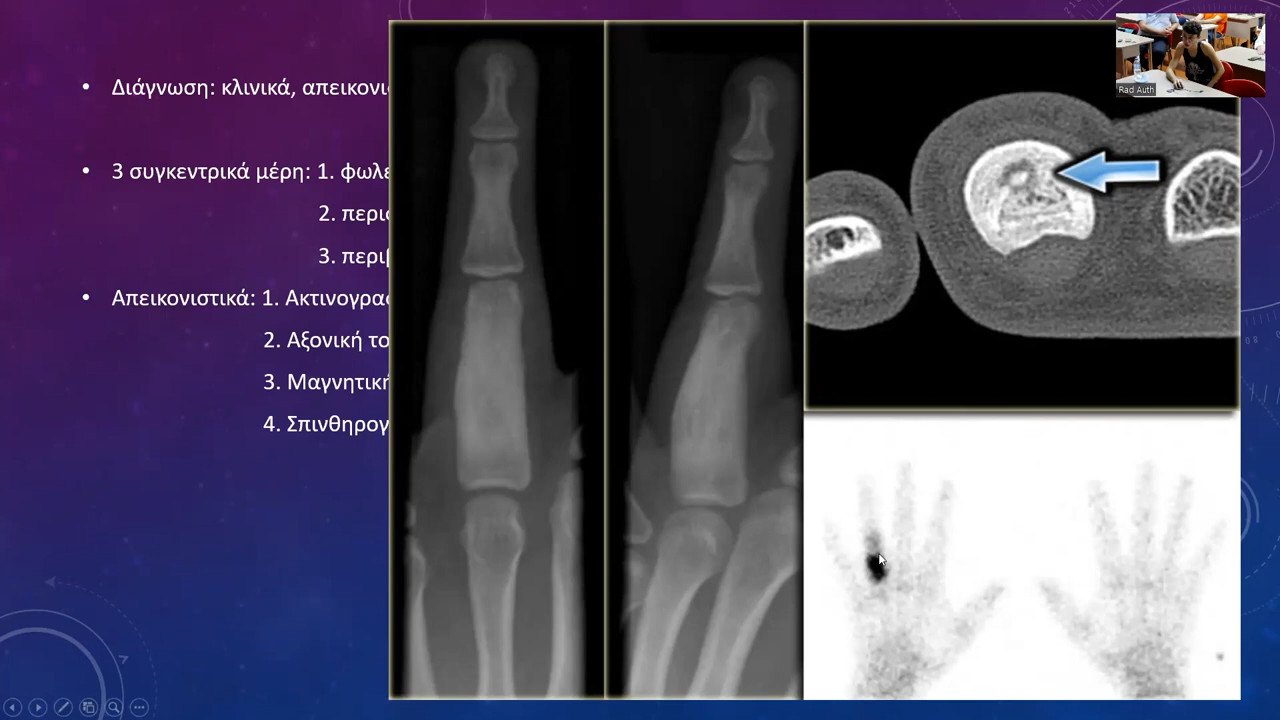 • Διάγνωση: κλινικά, απεικονι
• 3 συγκεντρικά μέρη: 1. φωλε
2. περι
3. περιβ
• Απεικονιστικά: 1. Ακτινογρα
2. Αξονική το
3. Μαγνητική
4. Σπινθηρογ
Rad Auth